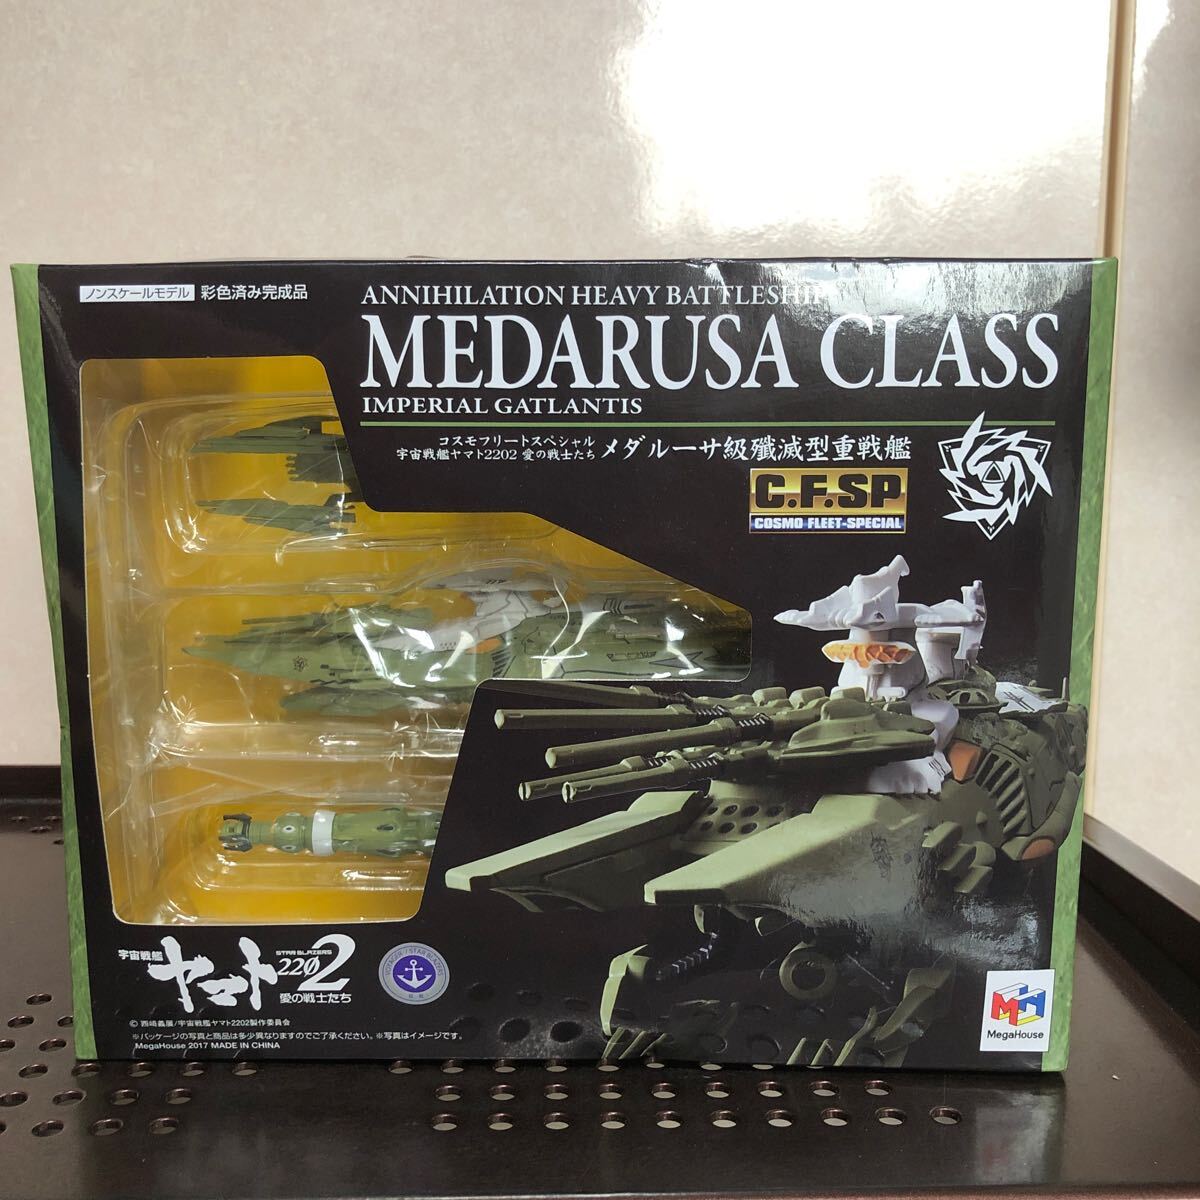 ノンスケールモデル 彩色済み完成品
ANNIHILATION HEAVY BATTLESHIP
MEDARUSA CLASS
IMPERIAL GATLANTIS
コスモフリートスペシャル
宇宙戦艦ヤマト2202 愛の戦士たち メダルーサ級殲滅型重戦艦
C.F.SP
COSMO FLEET-SPECIAL
宇宙戦艦
ヤマト
STAR BLAZERS
2202
愛の戦士たち
VOYAGER / STAR BLAZERS
© 西﨑義展/宇宙戦艦ヤマト2202製作委員会
※パッケージの写真と商品は多少異なりますのでご了承ください。※写真はイメージです。
MegaHouse 2017 MADE IN CHINA
MH
MegaHouse